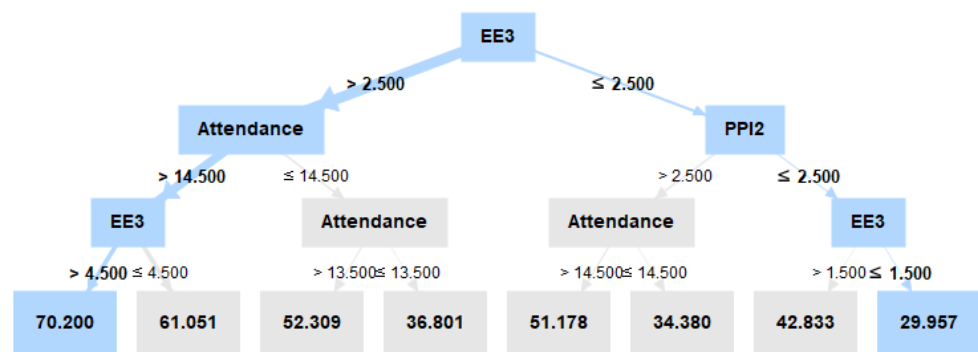 EE3
> 2.500 ≤ 2.500
Attendance PPI2
> 14.500 ≤ 14.500 > 2.500 ≤ 2.500
EE3 Attendance Attendance EE3
> 4.500 ≤ 4.500 > 13.500 ≤ 13.500 > 14.500 ≤ 14.500 > 1.500 ≤ 1.500
70.200 61.051 52.309 36.801 51.178 34.380 42.833 29.957